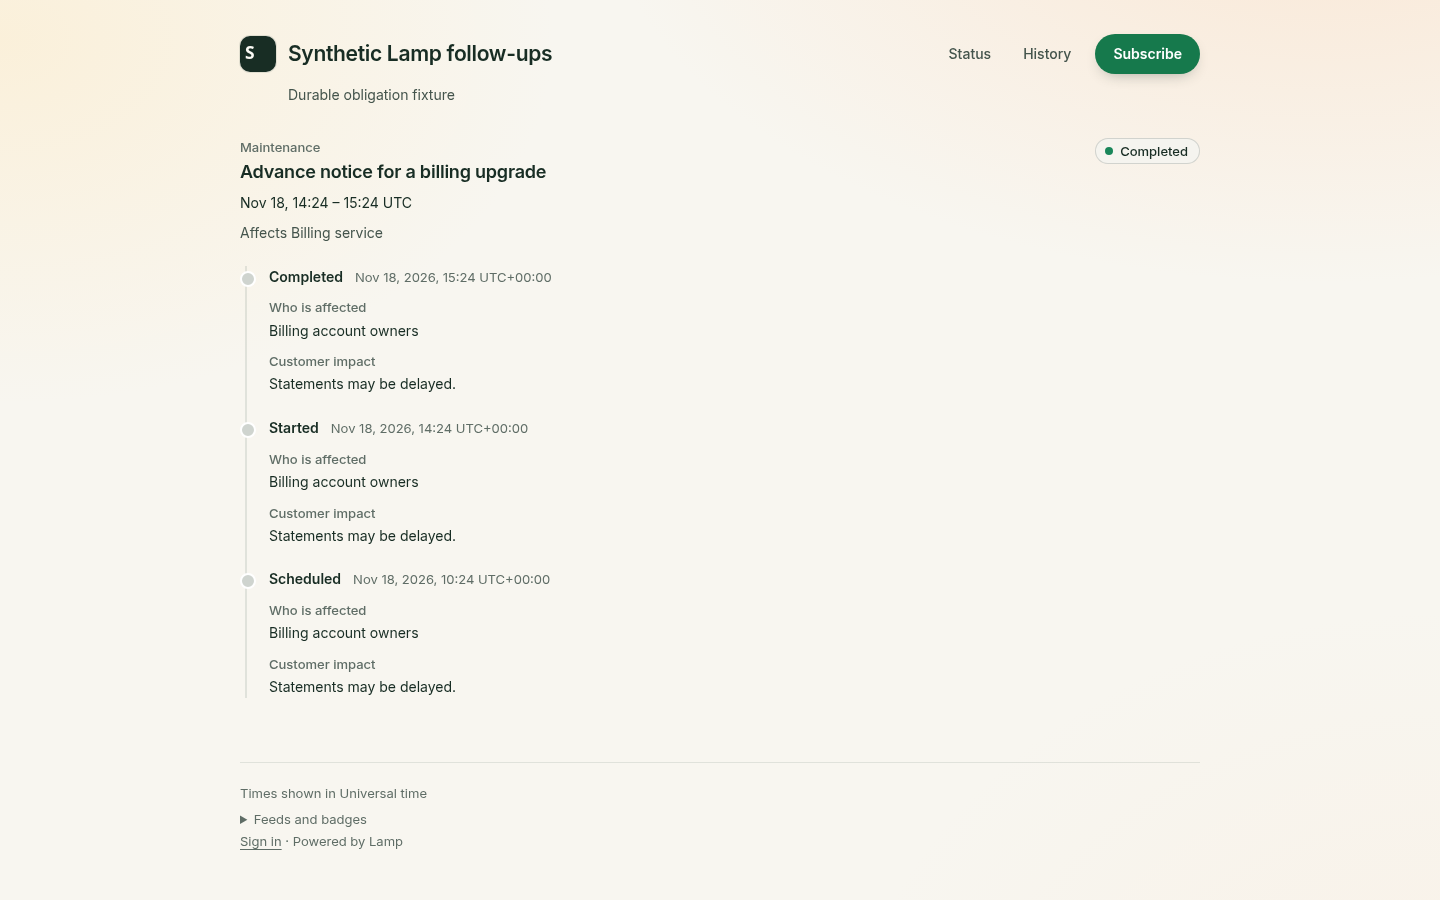 S
Synthetic Lamp follow-ups
Status
History
Subscribe
Durable obligation fixture
Maintenance
Completed
Advance notice for a billing upgrade
Nov 18, 14:24 – 15:24 UTC
Affects Billing service
Completed Nov 18, 2026, 15:24 UTC+00:00
Who is affected
Billing account owners
Customer impact
Statements may be delayed.
Started Nov 18, 2026, 14:24 UTC+00:00
Who is affected
Billing account owners
Customer impact
Statements may be delayed.
Scheduled Nov 18, 2026, 10:24 UTC+00:00
Who is affected
Billing account owners
Customer impact
Statements may be delayed.
Times shown in Universal time
Feeds and badges
Sign in · Powered by Lamp